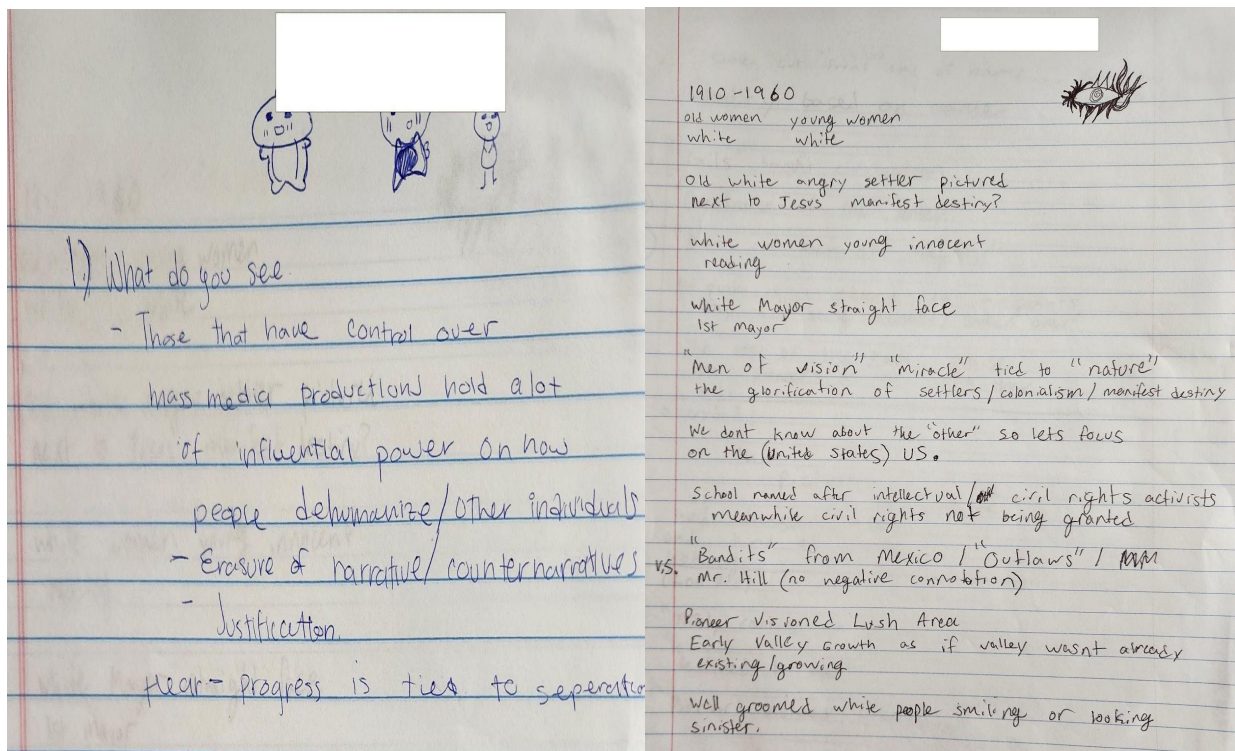 1.) What do you see.
- Those that have control over
mass media productions hold alot
of influential power on how
people dehumanize/other individuals
- Erasure of narrative/counternarratives
- Justification.
Hear- progress is tied to seperation
1910-1960
old women young women
white white
Old white angry settler pictured
next to Jesus manifest destiny?
white women young innocent
reading
white Mayor straight face
1st mayor
"Men of vision" "miracle" tied to "nature"
the glorification of settlers/colonialism/manifest destiny
We dont know about the "other" so lets focus
on the (United States) US.
School named after intellectual/ civil rights activists
meanwhile civil rights not being granted
"Bandits" from Mexico / "Outlaws" /
v.s. Mr. Hill (no negative connotation)
Pioneer visioned Lush Area
Early Valley Growth as if valley wasnt already
existing/growing
Well groomed white people smiling or looking
sinister.